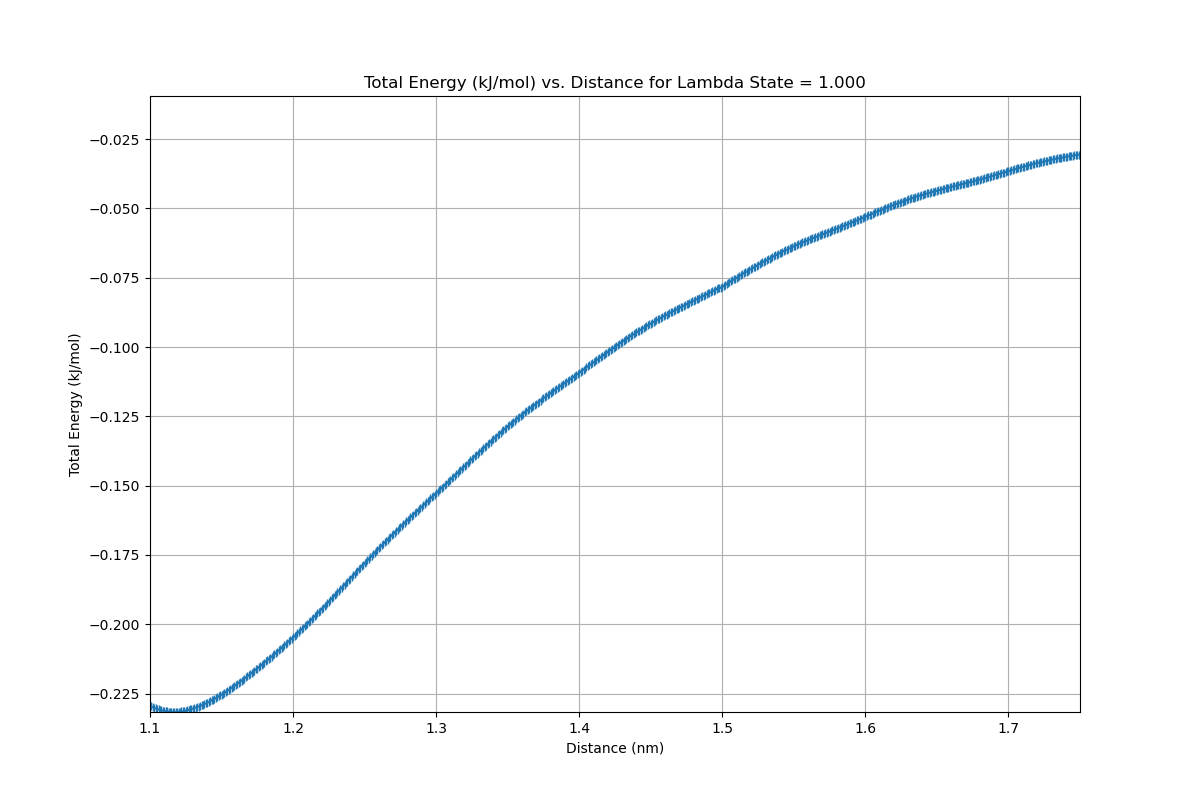 Total Energy (kJ/mol) vs. Distance for Lambda State = 1.000
−0.025
−0.050
−0.075
−0.100
−0.125
−0.150
−0.175
−0.200
−0.225
Total Energy (kJ/mol)
1.1 1.2 1.3 1.4 1.5 1.6 1.7
Distance (nm)